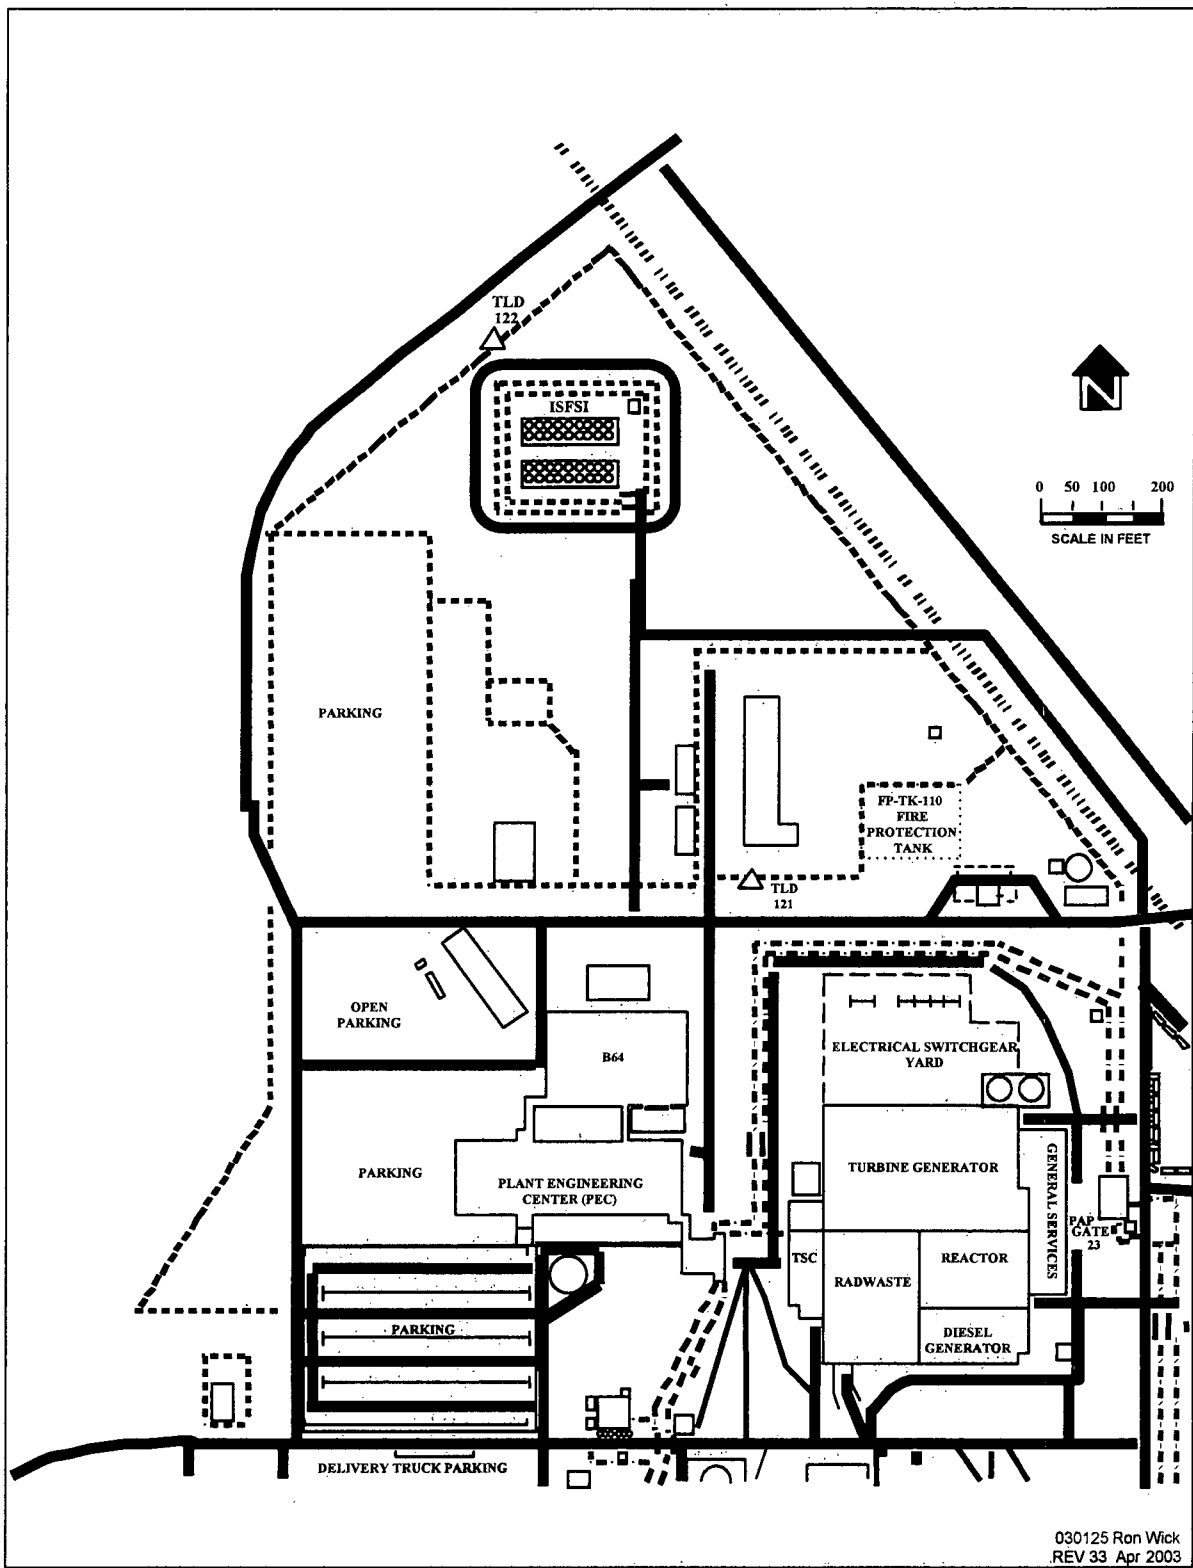 TLD
122
ISFSI
N
0 50 100 200
SCALE IN FEET
PARKING
FP-TK-110
FIRE
PROTECTION
TANK
TLD
121
OPEN
PARKING
B64
ELECTRICAL SWITCHGEAR
YARD
PARKING
PLANT ENGINEERING
CENTER (PEC)
TURBINE GENERATOR
GENERAL SERVICES
PAP
GATE
23
TSC
RADWASTE
REACTOR
PARKING
DIESEL
GENERATOR
DELIVERY TRUCK PARKING
030125 Ron Wick
REV 33 Apr 2003